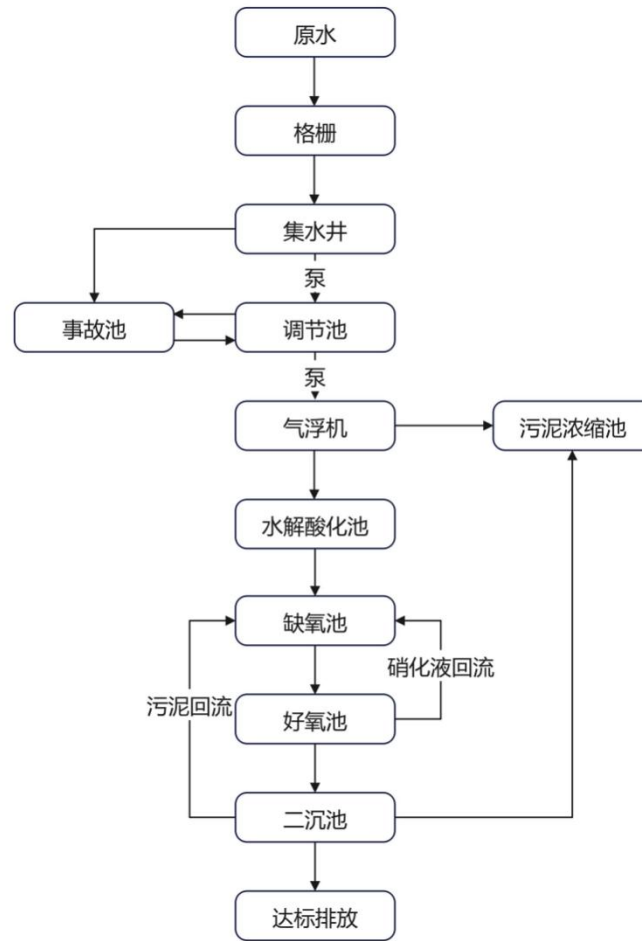 原水
格栅
集水井
泵
事故池
调节池
泵
气浮机
污泥浓缩池
水解酸化池
缺氧池
硝化液回流
污泥回流
好氧池
二沉池
达标排放